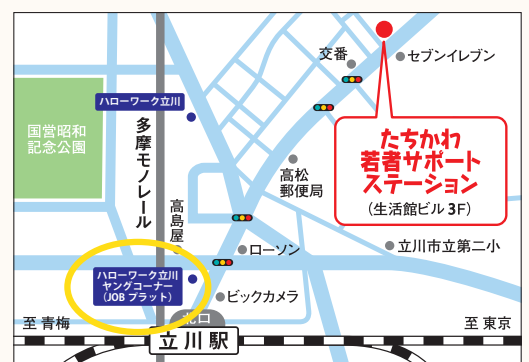 交番
セブンイレブン
ハローワーク立川
国営昭和
記念公園
多摩モノレール
たちかわ
若者サポート
ステーション
(生活館ビル 3F)
高松
郵便局
高島屋
ローソン
立川市立第二小
ハローワーク立川
ヤングコーナー
(JOB プラット)
ビックカメラ
至 青梅
北口
立川駅
至 東京